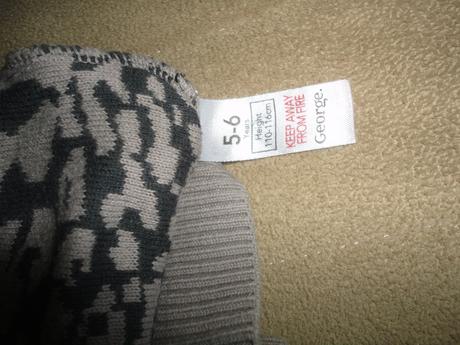 George.
KEEP AWAY
FROM FIRE
Height
110-116cm
5-6
Years